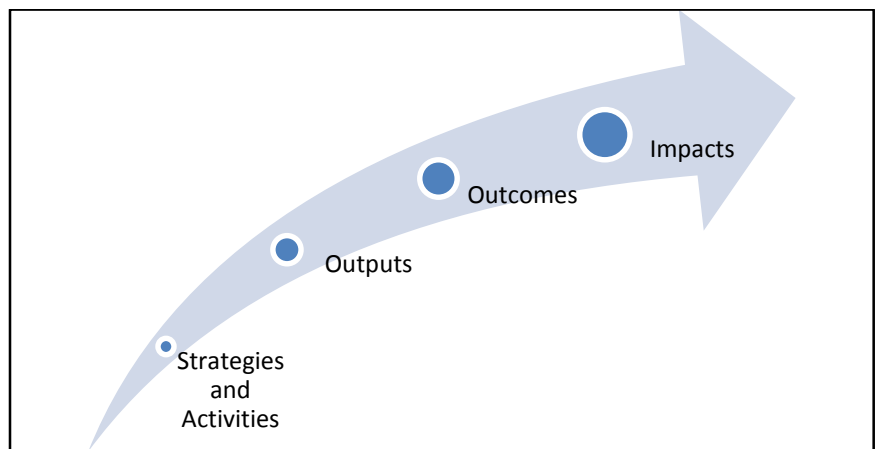 Impacts
Outcomes
Outputs
Strategies
and
Activities